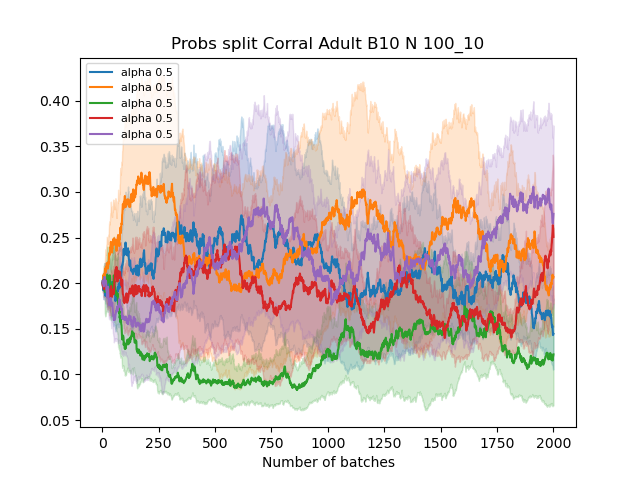 Probs split Corral Adult B10 N 100_10
alpha 0.5
alpha 0.5
alpha 0.5
alpha 0.5
alpha 0.5
0.40
0.35
0.30
0.25
0.20
0.15
0.10
0.05
0 250 500 750 1000 1250 1500 1750 2000
Number of batches